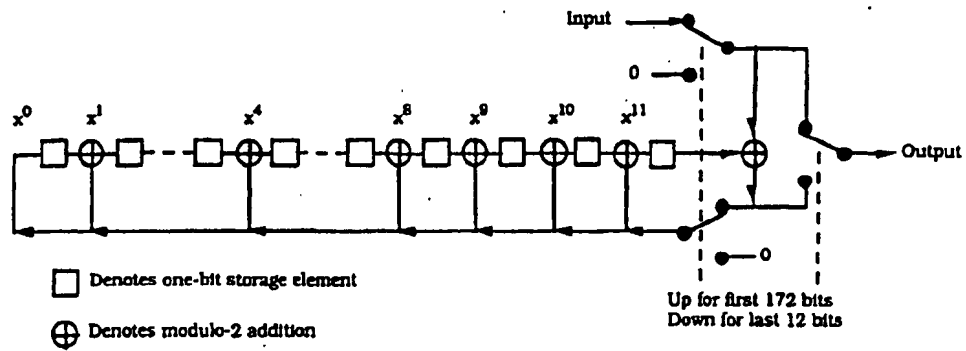 Input
0
x⁰ x¹ x⁴ x⁸ x⁹ x¹⁰ x¹¹
Output
0
Denotes one-bit storage element
Up for first 172 bits
Down for last 12 bits
Denotes modulo-2 addition